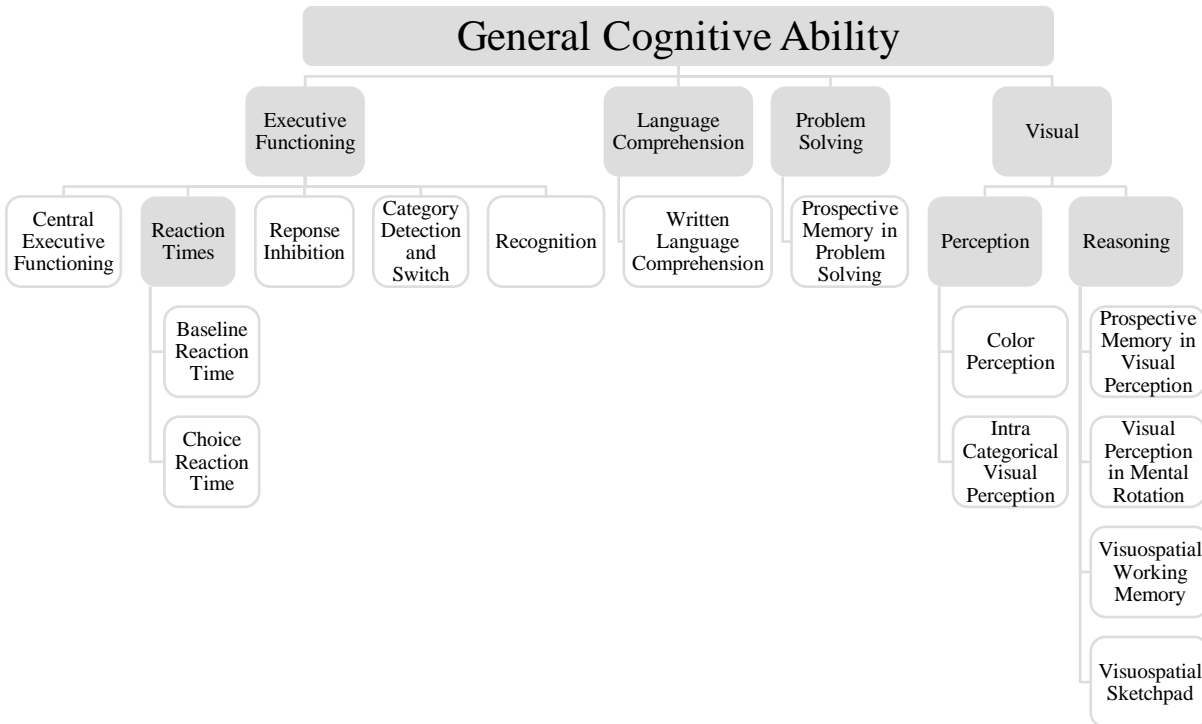 General Cognitive Ability
Executive
Functioning
Language
Comprehension
Problem
Solving
Visual
Central
Executive
Functioning
Reaction
Times
Reponse
Inhibition
Category
Detection
and
Switch
Recognition
Written
Language
Comprehension
Prospective
Memory in
Problem
Solving
Perception
Reasoning
Baseline
Reaction
Time
Choice
Reaction
Time
Color
Perception
Intra
Categorical
Visual
Perception
Prospective
Memory in
Visual
Perception
Visual
Perception
in Mental
Rotation
Visuospatial
Working
Memory
Visuospatial
Sketchpad